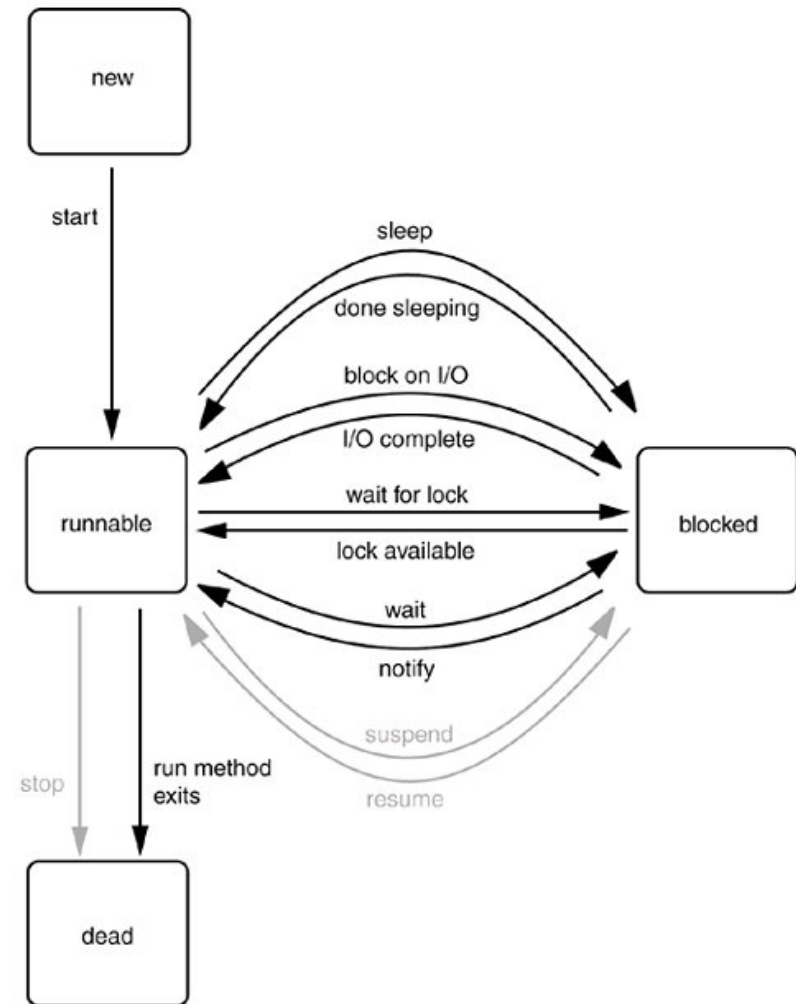 new
start
sleep
done sleeping
block on I/O
I/O complete
wait for lock
runnable
blocked
lock available
wait
notify
suspend
resume
stop
run method
exits
dead